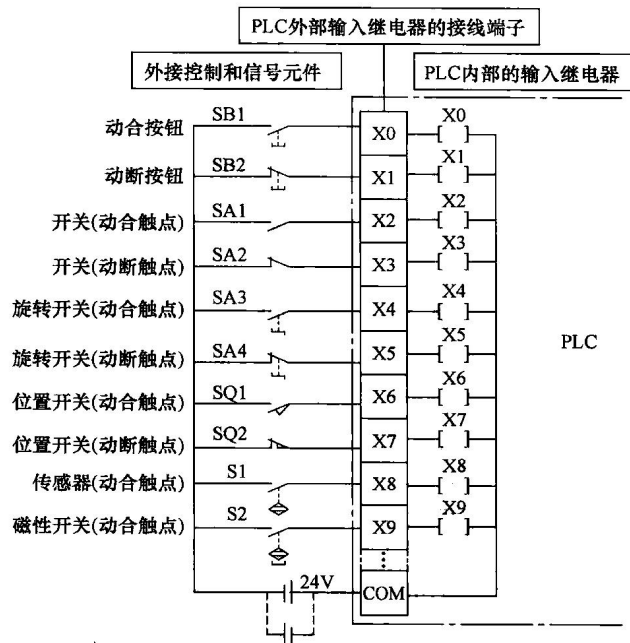 PLC外部输入继电器的接线端子
外接控制和信号元件
PLC内部的输入继电器
动合按钮 SB1 X0 X0
动断按钮 SB2 X1 X1
开关(动合触点) SA1 X2 X2
开关(动断触点) SA2 X3 X3
旋转开关(动合触点) SA3 X4 X4
旋转开关(动断触点) SA4 X5 X5
PLC
位置开关(动合触点) SQ1 X6 X6
位置开关(动断触点) SQ2 X7 X7
传感器(动合触点) S1 X8 X8
磁性开关(动合触点) S2 X9 X9
24V COM